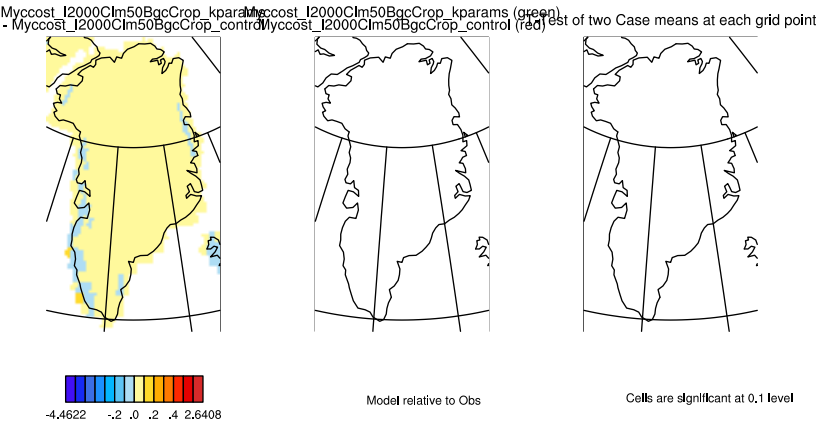 Myccost_I2000Clm50BgcCrop_kparams
- Myccost_I2000Clm50BgcCrop_control
Myccost_I2000Clm50BgcCrop_kparams (green)
Myccost_I2000Clm50BgcCrop_control (red)
T-Test of two Case means at each grid point
-4.4622 -.2 .0 .2 .4 2.6408
Model relative to Obs
Cells are significant at 0.1 level